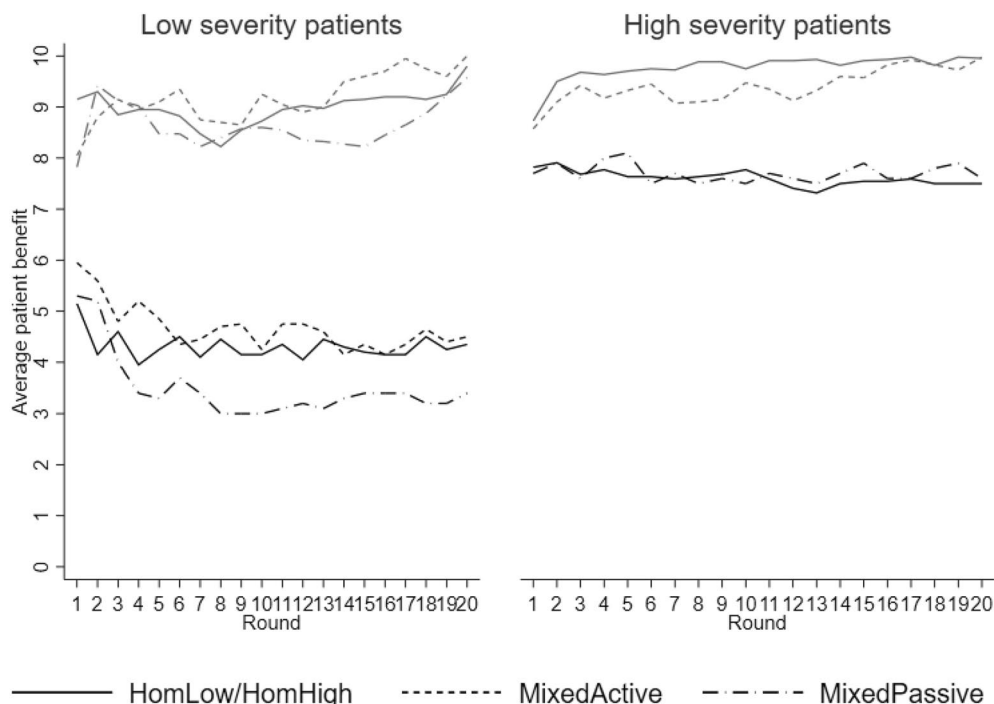 Low severity patients
High severity patients
Average patient benefit
10
9
8
7
6
5
4
3
2
1
0
1 2 3 4 5 6 7 8 9 10 11 12 13 14 15 16 17 18 19 20
Round
1 2 3 4 5 6 7 8 9 10 11 12 13 14 15 16 17 18 19 20
Round
HomLow/HomHigh
MixedActive
MixedPassive